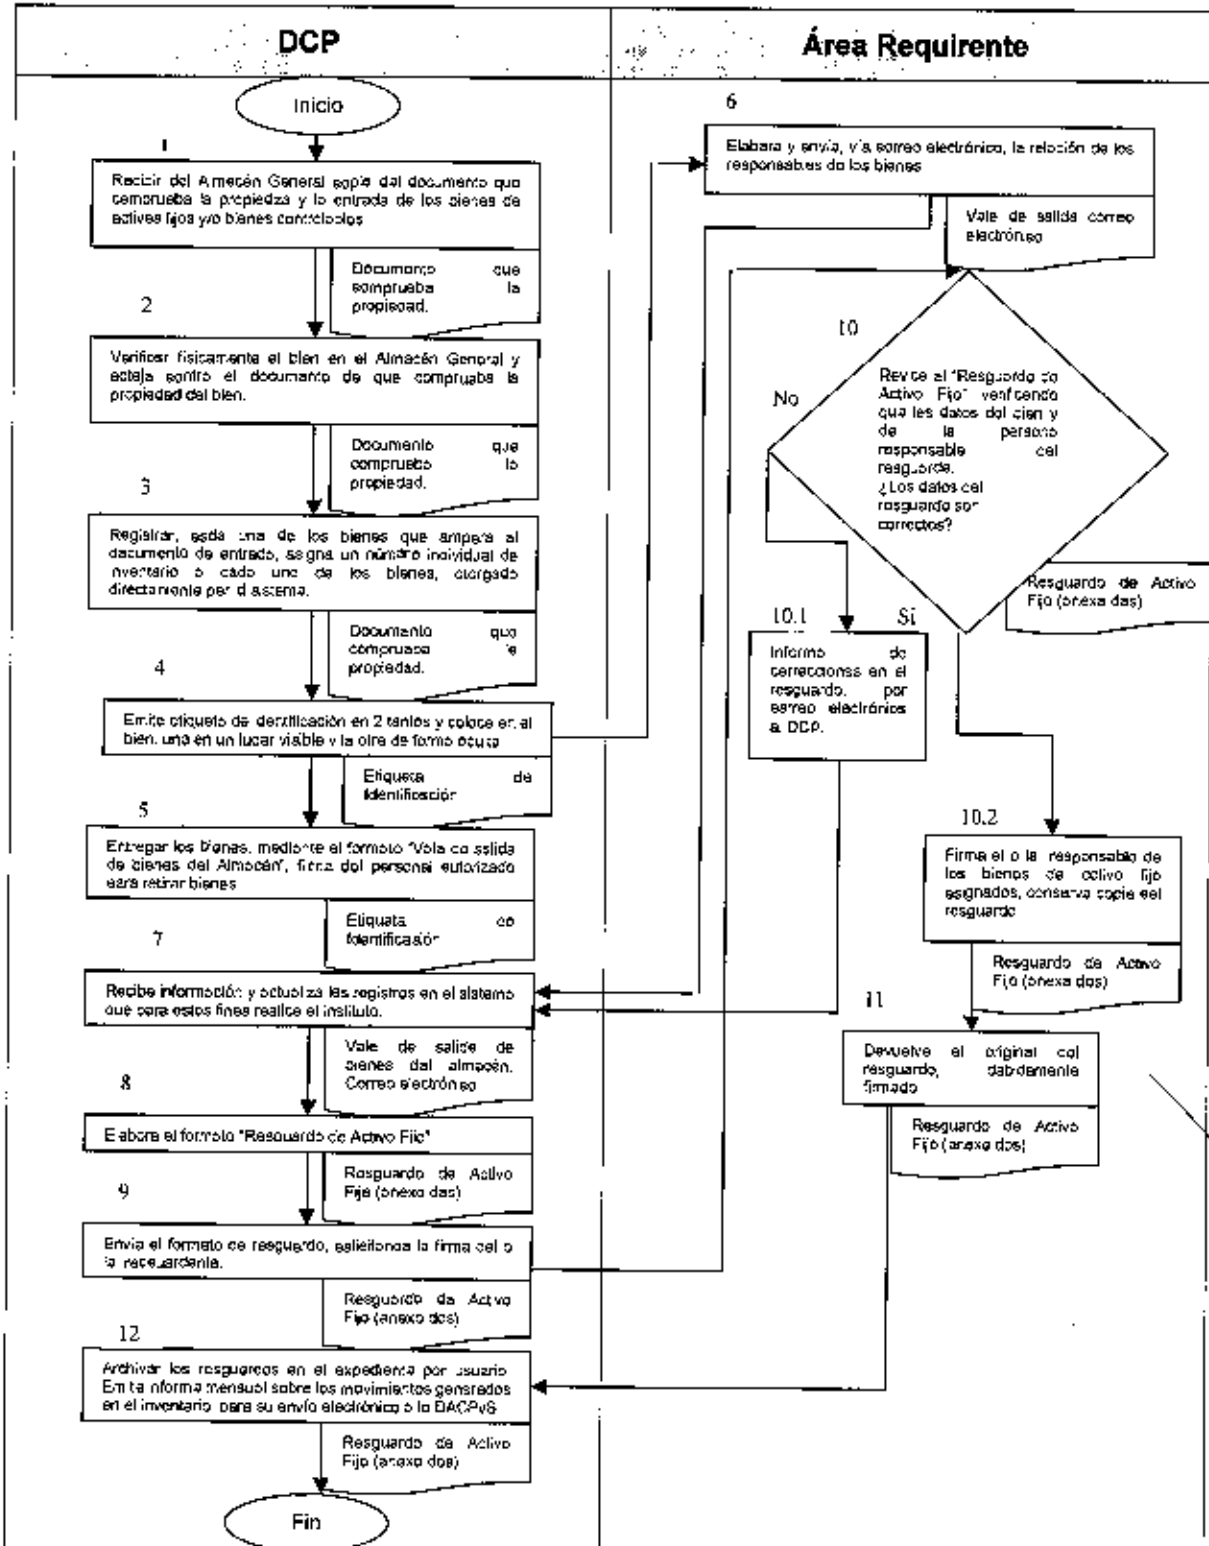 DCP
Área Requirente
Inicio
1
Recibir del Almacén General copia del documento que
comprueba la propiedad y la entrada de los bienes de
activos fijos y/o bienes controlables
Documento que
comprueba la
propiedad.
2
Verificar físicamente el bien en el Almacén General y
coteja contra el documento de que comprueba la
propiedad del bien.
Documento que
comprueba la
propiedad.
3
Registrar, cada una de los bienes que ampara al
documento de entrada, asigna un número individual de
inventario a cada uno de los bienes, otorgado
directamente por el sistema.
Documento que
comprueba la
propiedad.
4
Emite etiqueta de identificación en 2 tantos y coloca en el
bien, una en un lugar visible y la otra de forma oculta
Etiqueta de
Identificación
5
Entregar los bienes, mediante el formato "Vale de salida
de bienes del Almacén", firma del personal autorizado
para retirar bienes
Etiqueta de
Identificación
7
Recibe información y actualiza los registros en el sistema
que para estos fines realice el instituto.
Vale de salida de
bienes del almacén.
Correo electrónico
8
Elabora el formato "Resguardo de Activo Fijo"
Resguardo de Activo
Fijo (anexo dos)
9
Envía el formato de resguardo, solicitando la firma del o
la resguardante.
Resguardo de Activo
Fijo (anexo dos)
12
Archivar los resguardos en el expediente por usuario
Emite informe mensual sobre los movimientos generados
en el inventario para su envío electrónico a la DACPyS
Resguardo de Activo
Fijo (anexo dos)
Fin
6
Elabora y envía, vía correo electrónico, la relación de los
responsables de los bienes
Vale de salida correo
electrónico
10
No
Revisa el "Resguardo de
Activo Fijo" verificando
que los datos del bien y
de la persona
responsable del
resguardo.
¿Los datos del
resguardo son
correctos?
Resguardo de Activo
Fijo (anexo dos)
10.1
Sí
Informa de
correcciones en el
resguardo, por
correo electrónico
a DCP.
10.2
Firma el o la responsable de
los bienes de activo fijo
asignados, conserva copia del
resguardo
Resguardo de Activo
Fijo (anexo dos)
11
Devuelve el original del
resguardo, debidamente
firmado
Resguardo de Activo
Fijo (anexo dos)